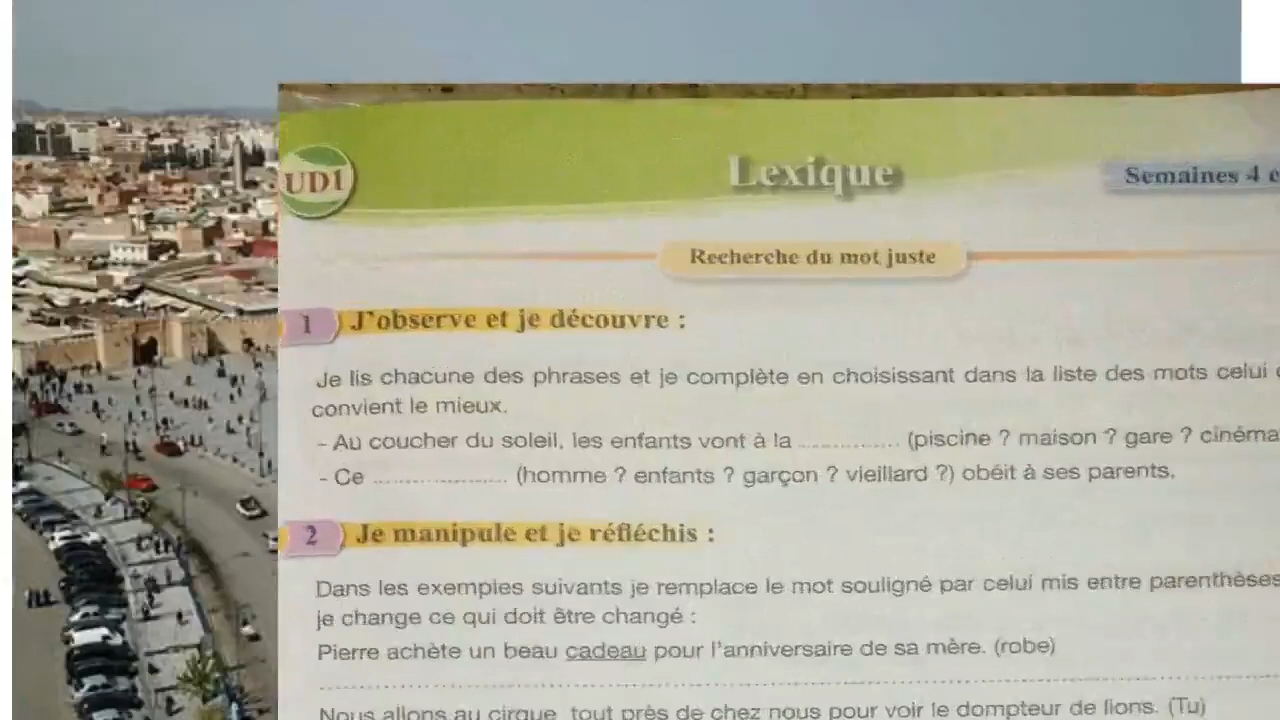 UD1
Lexique
Semaines 4
Recherche du mot juste
1 J'observe et je découvre :
Je lis chacune des phrases et je complète en choisissant dans la liste des mots celui
convient le mieux.
- Au coucher du soleil, les enfants vont à la ............... (piscine ? maison ? gare ? cinéma
- Ce .................... (homme ? enfants ? garçon ? vieillard ?) obéit à ses parents.
2 Je manipule et je réfléchis :
Dans les exemples suivants je remplace le mot souligné par celui mis entre parenthèses
je change ce qui doit être changé :
Pierre achète un beau cadeau pour l'anniversaire de sa mère. (robe)
Nous allons au cirque, tout près de chez nous pour voir le dompteur de lions. (Tu)